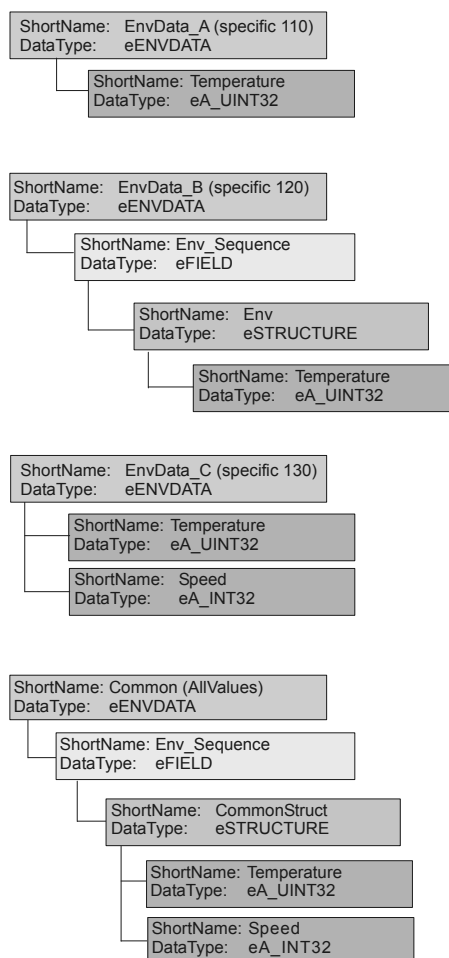 ShortName: EnvData_A (specific 110)
DataType: eENVDATA
ShortName: Temperature
DataType: eA_UINT32
ShortName: EnvData_B (specific 120)
DataType: eENVDATA
ShortName: Env_Sequence
DataType: eFIELD
ShortName: Env
DataType: eSTRUCTURE
ShortName: Temperature
DataType: eA_UINT32
ShortName: EnvData_C (specific 130)
DataType: eENVDATA
ShortName: Temperature
DataType: eA_UINT32
ShortName: Speed
DataType: eA_INT32
ShortName: Common (AllValues)
DataType: eENVDATA
ShortName: Env_Sequence
DataType: eFIELD
ShortName: CommonStruct
DataType: eSTRUCTURE
ShortName: Temperature
DataType: eA_UINT32
ShortName: Speed
DataType: eA_INT32